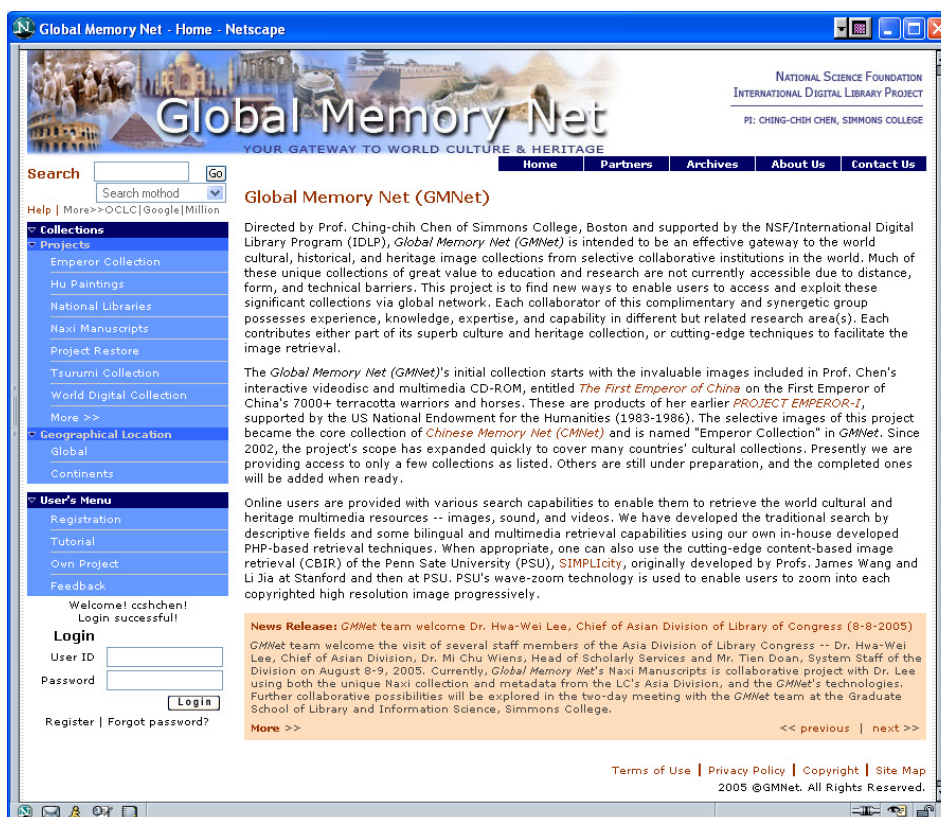 Global Memory Net - Home - Netscape
Global Memory Net
YOUR GATEWAY TO WORLD CULTURE & HERITAGE
NATIONAL SCIENCE FOUNDATION
INTERNATIONAL DIGITAL LIBRARY PROJECT
PI: CHING-CHIH CHEN, SIMMONS COLLEGE
Home Partners Archives About Us Contact Us
Search Go
Search mothod
Help | More>>OCLC|Google|Million
Collections
Projects
Emperor Collection
Hu Paintings
National Libraries
Naxi Manuscripts
Project Restore
Tsurumi Collection
World Digital Collection
More >>
Geographical Location
Global
Continents
User's Menu
Registration
Tutorial
Own Project
Feedback
Welcome! ccshchen!
Login successful!
Login
User ID
Password
Login
Register | Forgot password?
Global Memory Net (GMNet)
Directed by Prof. Ching-chih Chen of Simmons College, Boston and supported by the NSF/International Digital
Library Program (IDLP), Global Memory Net (GMNet) is intended to be an effective gateway to the world
cultural, historical, and heritage image collections from selective collaborative institutions in the world. Much of
these unique collections of great value to education and research are not currently accessible due to distance,
form, and technical barriers. This project is to find new ways to enable users to access and exploit these
significant collections via global network. Each collaborator of this complimentary and synergetic group
possesses experience, knowledge, expertise, and capability in different but related research area(s). Each
contributes either part of its superb culture and heritage collection, or cutting-edge techniques to facilitate the
image retrieval.
The Global Memory Net (GMNet)'s initial collection starts with the invaluable images included in Prof. Chen's
interactive videodisc and multimedia CD-ROM, entitled The First Emperor of China on the First Emperor of
China's 7000+ terracotta warriors and horses. These are products of her earlier PROJECT EMPEROR-I,
supported by the US National Endowment for the Humanities (1983-1986). The selective images of this project
became the core collection of Chinese Memory Net (CMNet) and is named "Emperor Collection" in GMNet. Since
2002, the project's scope has expanded quickly to cover many countries' cultural collections. Presently we are
providing access to only a few collections as listed. Others are still under preparation, and the completed ones
will be added when ready.
Online users are provided with various search capabilities to enable them to retrieve the world cultural and
heritage multimedia resources -- images, sound, and videos. We have developed the traditional search by
descriptive fields and some bilingual and multimedia retrieval capabilities using our own in-house developed
PHP-based retrieval techniques. When appropriate, one can also use the cutting-edge content-based image
retrieval (CBIR) of the Penn Sate University (PSU), SIMPLIcity, originally developed by Profs. James Wang and
Li Jia at Stanford and then at PSU. PSU's wave-zoom technology is used to enable users to zoom into each
copyrighted high resolution image progressively.
News Release: GMNet team welcome Dr. Hwa-Wei Lee, Chief of Asian Division of Library of Congress (8-8-2005)
GMNet team welcome the visit of several staff members of the Asia Division of Library Congress -- Dr. Hwa-Wei
Lee, Chief of Asian Division, Dr. Mi Chu Wiens, Head of Scholarly Services and Mr. Tien Doan, System Staff of the
Division on August 8-9, 2005. Currently, Global Memory Net's Naxi Manuscripts is collaborative project with Dr. Lee
using both the unique Naxi collection and metadata from the LC's Asia Division, and the GMNet's technologies.
Further collaborative possibilities will be explored in the two-day meeting with the GMNet team at the Graduate
School of Library and Information Science, Simmons College.
More >> << previous | next >>
Terms of Use | Privacy Policy | Copyright | Site Map
2005 ©GMNet. All Rights Reserved.